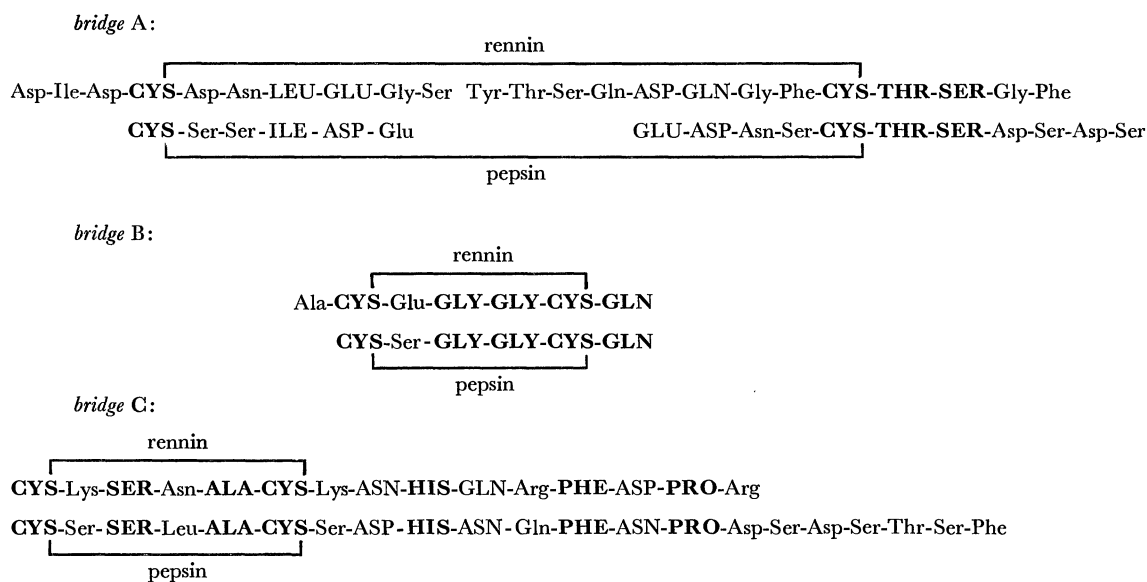 bridge A:
rennin
Asp-Ile-Asp-CYS-Asp-Asn-LEU-GLU-Gly-Ser Tyr-Thr-Ser-Gln-ASP-GLN-Gly-Phe-CYS-THR-SER-Gly-Phe
CYS-Ser-Ser-ILE-ASP-Glu GLU-ASP-Asn-Ser-CYS-THR-SER-Asp-Ser-Asp-Ser
pepsin
bridge B:
rennin
Ala-CYS-Glu-GLY-GLY-CYS-GLN
CYS-Ser-GLY-GLY-CYS-GLN
pepsin
bridge C:
rennin
CYS-Lys-SER-Asn-ALA-CYS-Lys-ASN-HIS-GLN-Arg-PHE-ASP-PRO-Arg
CYS-Ser-SER-Leu-ALA-CYS-Ser-ASP-HIS-ASN-Gln-PHE-ASN-PRO-Asp-Ser-Asp-Ser-Thr-Ser-Phe
pepsin